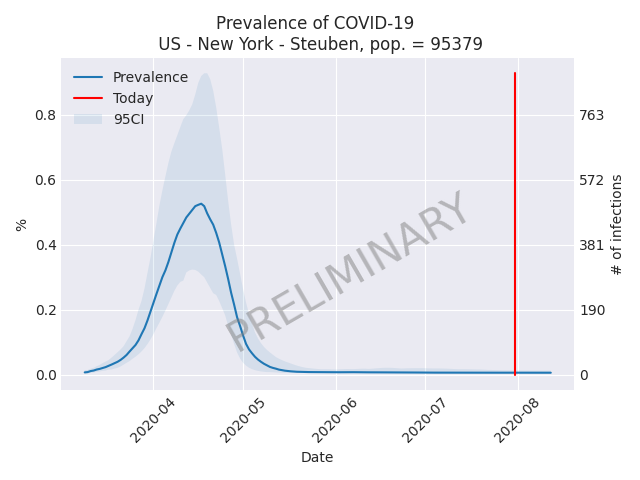 Prevalence of COVID-19
US - New York - Steuben, pop. = 95379
Prevalence
Today
95CI
0.8
0.6
0.4
0.2
0.0
%
763
572
381
190
0
# of infections
PRELIMINARY
2020-04
2020-05
2020-06
2020-07
2020-08
Date